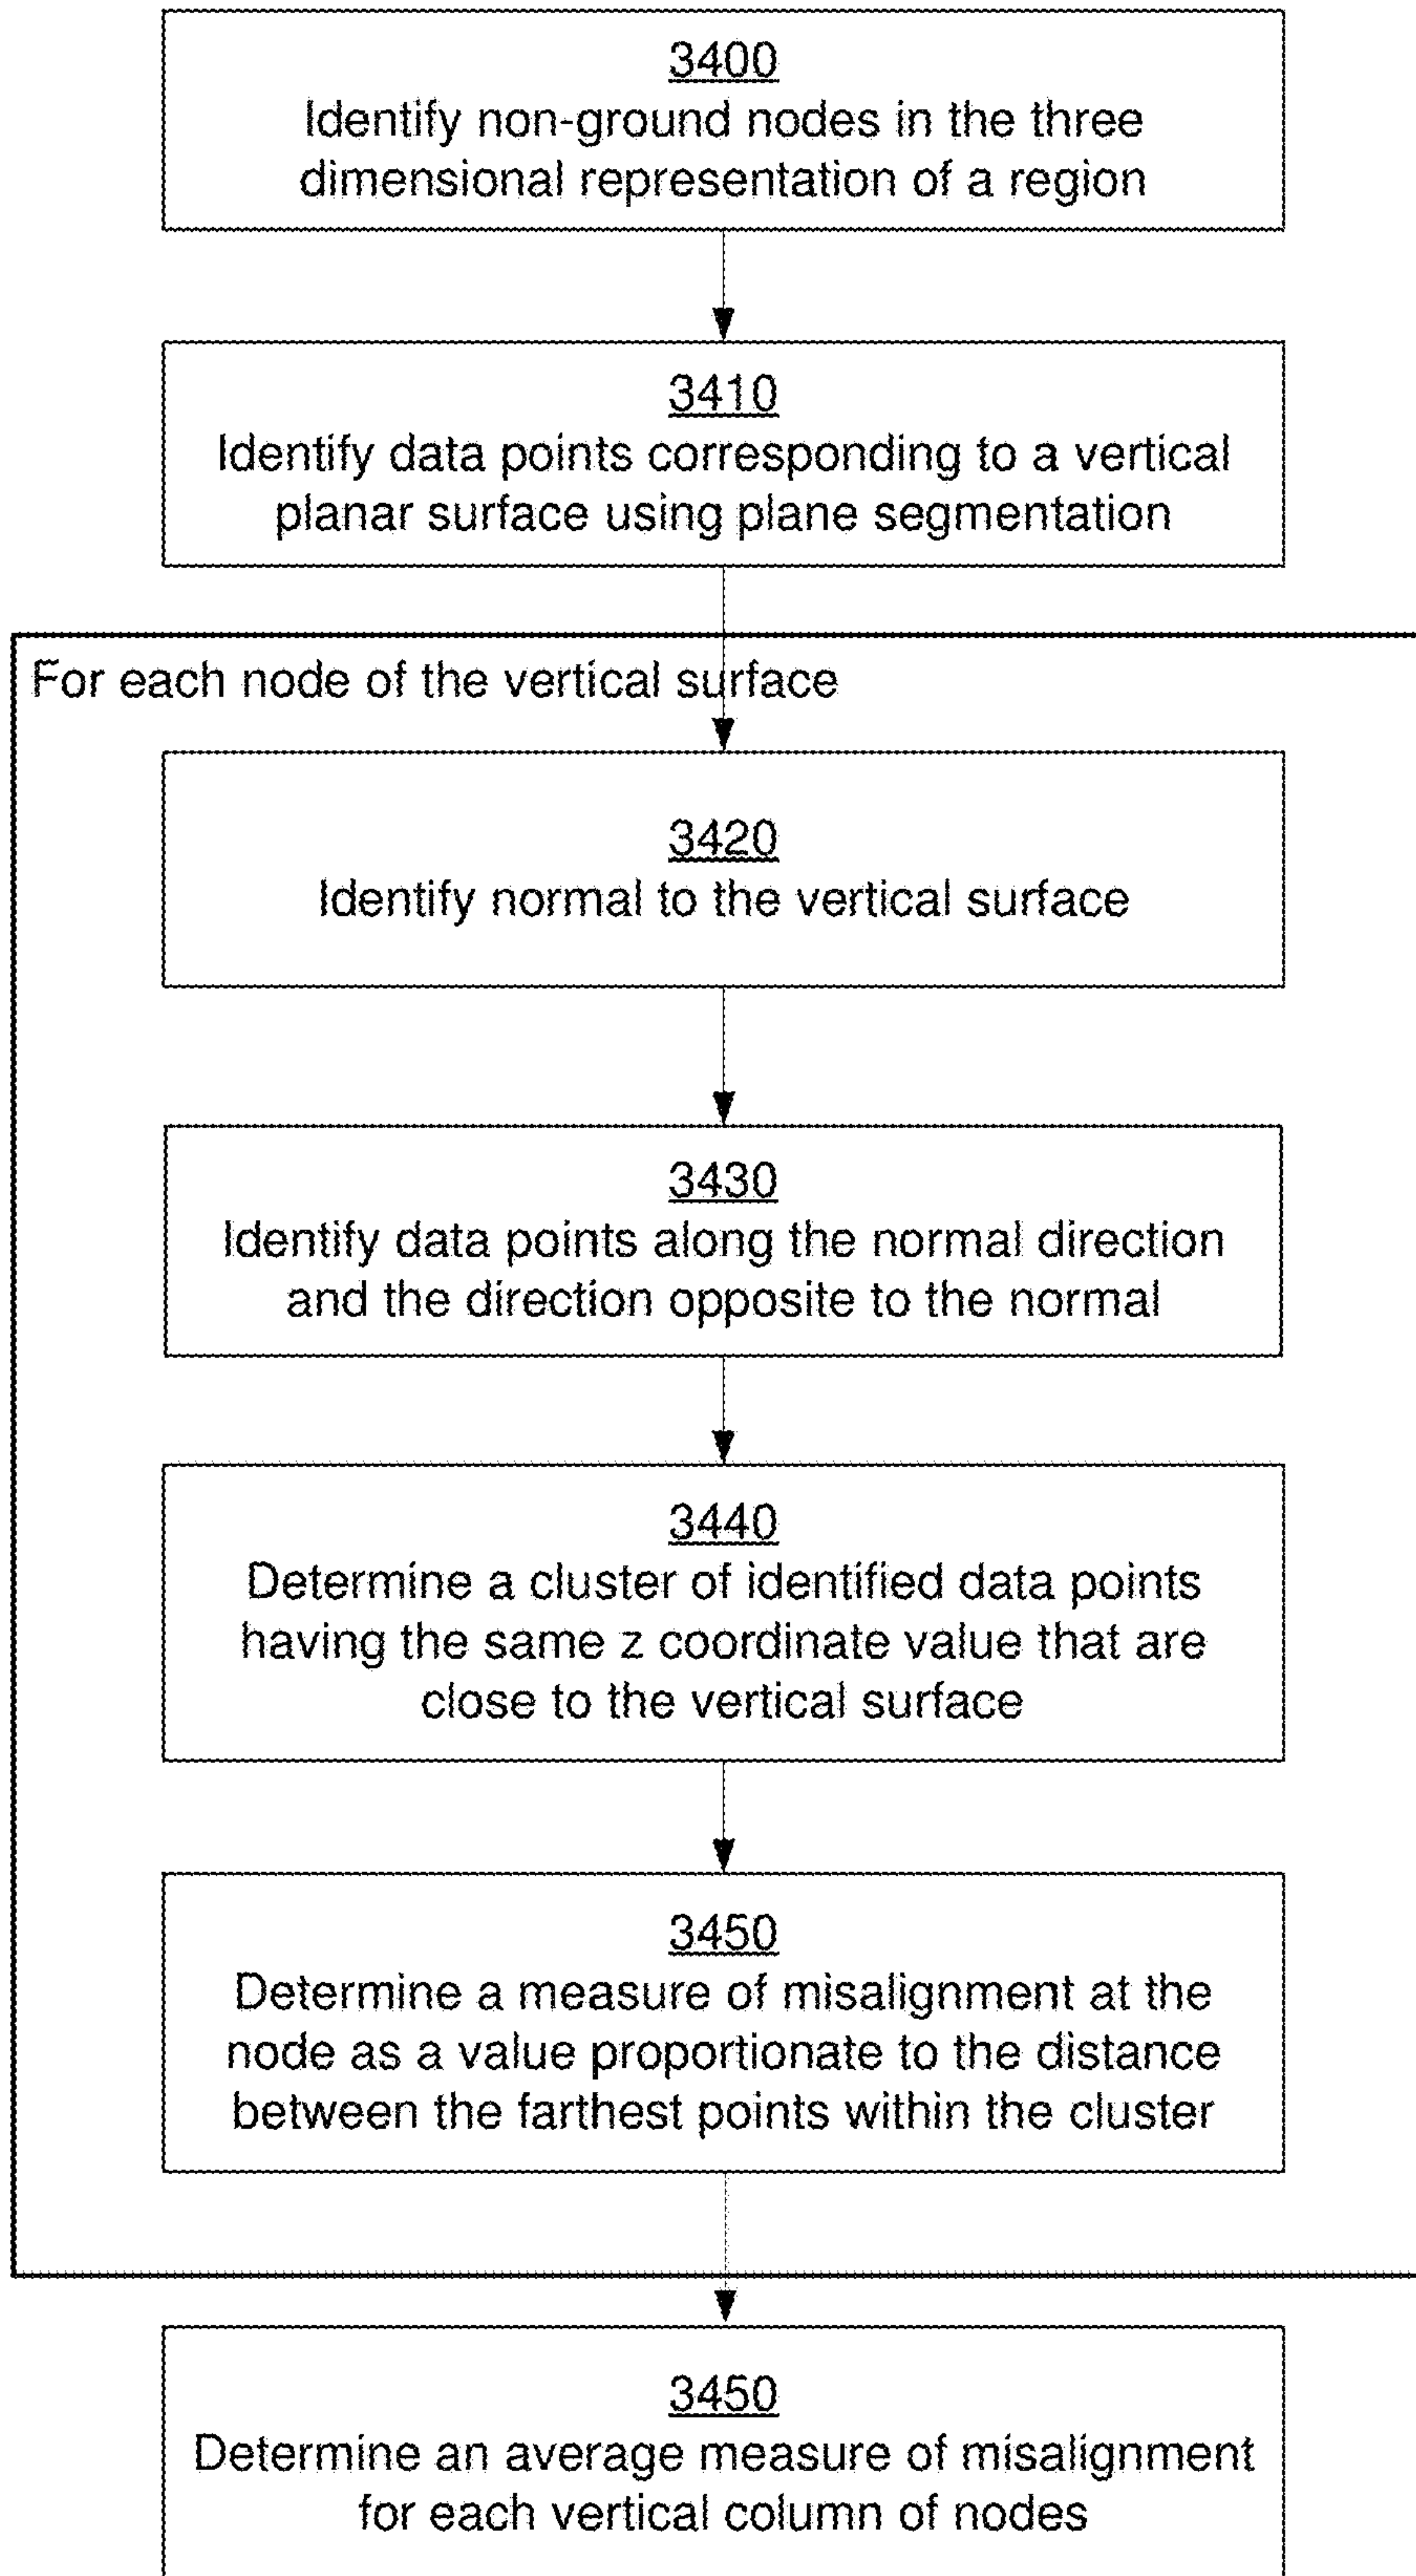 3400
Identify non-ground nodes in the three
dimensional representation of a region
3410
Identify data points corresponding to a vertical
planar surface using plane segmentation
For each node of the vertical surface
3420
Identify normal to the vertical surface
3430
Identify data points along the normal direction
and the direction opposite to the normal
3440
Determine a cluster of identified data points
having the same z coordinate value that are
close to the vertical surface
3450
Determine a measure of misalignment at the
node as a value proportionate to the distance
between the farthest points within the cluster
3450
Determine an average measure of misalignment
for each vertical column of nodes